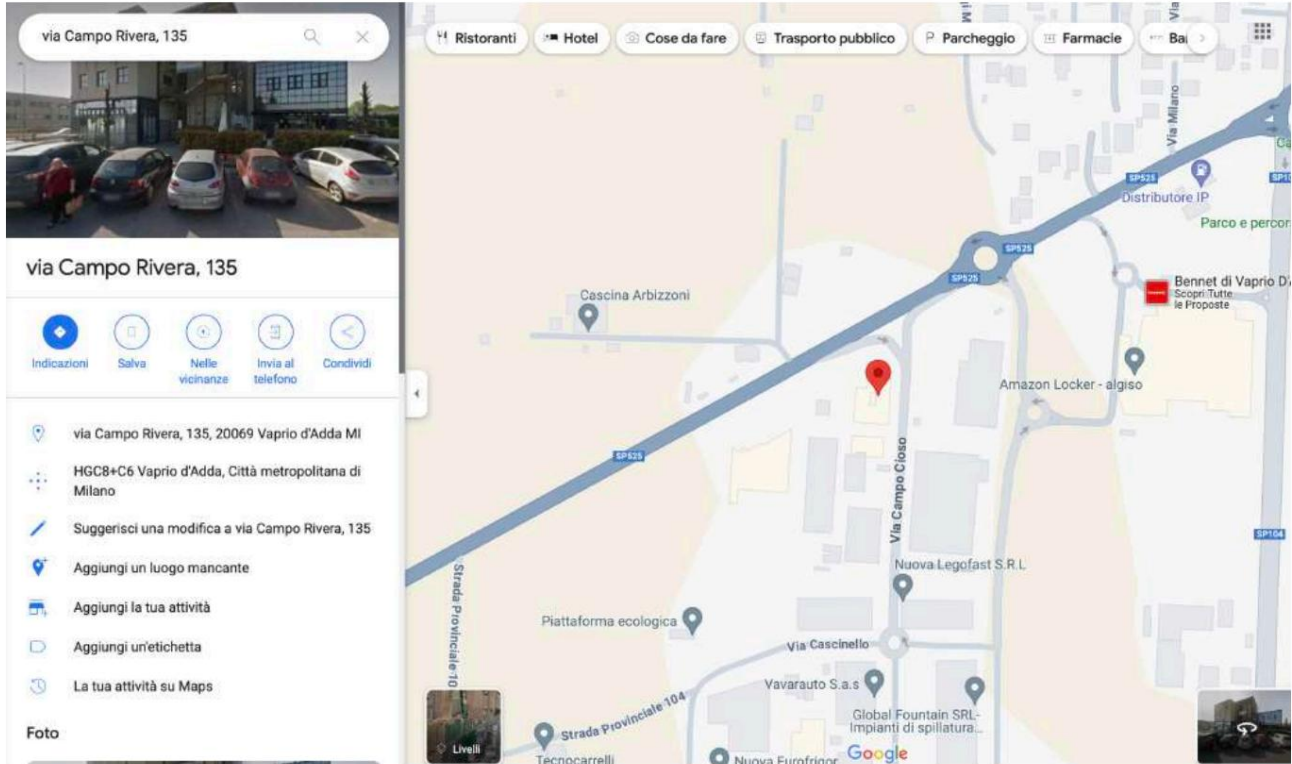 via Campo Rivera, 135
via Campo Rivera, 135
Indicazioni
Salva
Nelle
vicinanze
Invia al
telefono
Condividi
via Campo Rivera, 135, 20069 Vaprio d'Adda MI
HGC8+C6 Vaprio d'Adda, Città metropolitana di
Milano
Suggerisci una modifica a via Campo Rivera, 135
Aggiungi un luogo mancante
Aggiungi la tua attività
Aggiungi un'etichetta
La tua attività su Maps
Foto
Ristoranti
Hotel
Cose da fare
Trasporto pubblico
P Parcheggio
Farmacie
Via Milano
SP525
Distributore IP
Parco e percor
SP525
SP525
Bennet di Vaprio D'A
Scopri Tutte
le Proposte
Cascina Arbizzoni
Amazon Locker - algiso
SP525
Via Campo Cioso
SP104
Nuova Legofast S.R.L
Strada Provinciale 10
Piattaforma ecologica
Via Cascinello
Vavarauto S.a.s
Global Fountain SRL-
Impianti di spillatura...
Strada Provinciale 104
Livelli
Tecnocarrelli
Nuova Eurofrigor
Google